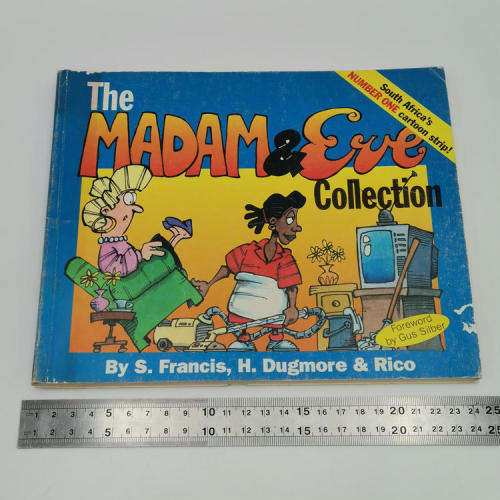 The
MADAM & Eve
Collection
South Africa's
NUMBER ONE
cartoon strip!
Foreword
by Gus Silber
By S. Francis, H. Dugmore & Rico
1 2 3 4 5 6 7 8 9 10 11 12 13 14 15 16 17 18 19 20 21 22 23 24 25
1 2 3 4 5 6 7 8 9 10 11 12 13 14 15 16 17 18 19 20 21 22 23 24 25